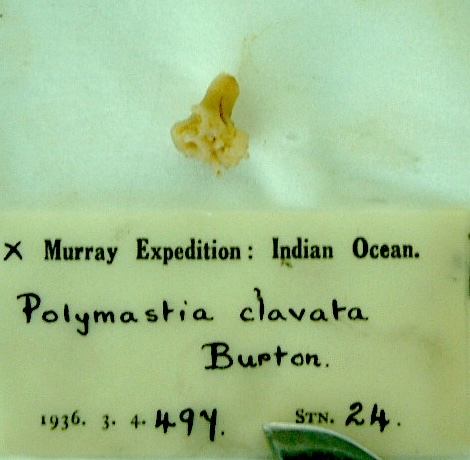 x Murray Expedition: Indian Ocean.
Polymastia clavata
Burton.
1936. 3. 4. 497. STN. 24.